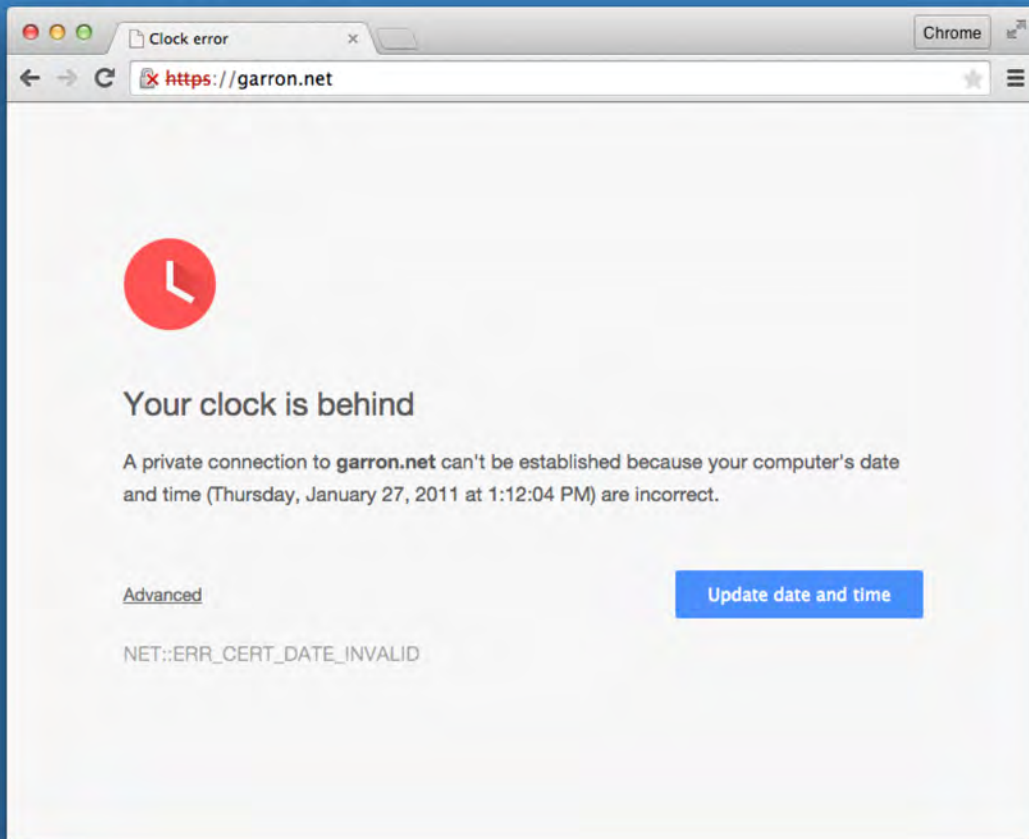 Clock error
Chrome
https://garron.net
Your clock is behind
A private connection to garron.net can't be established because your computer's date
and time (Thursday, January 27, 2011 at 1:12:04 PM) are incorrect.
Advanced
Update date and time
NET::ERR_CERT_DATE_INVALID